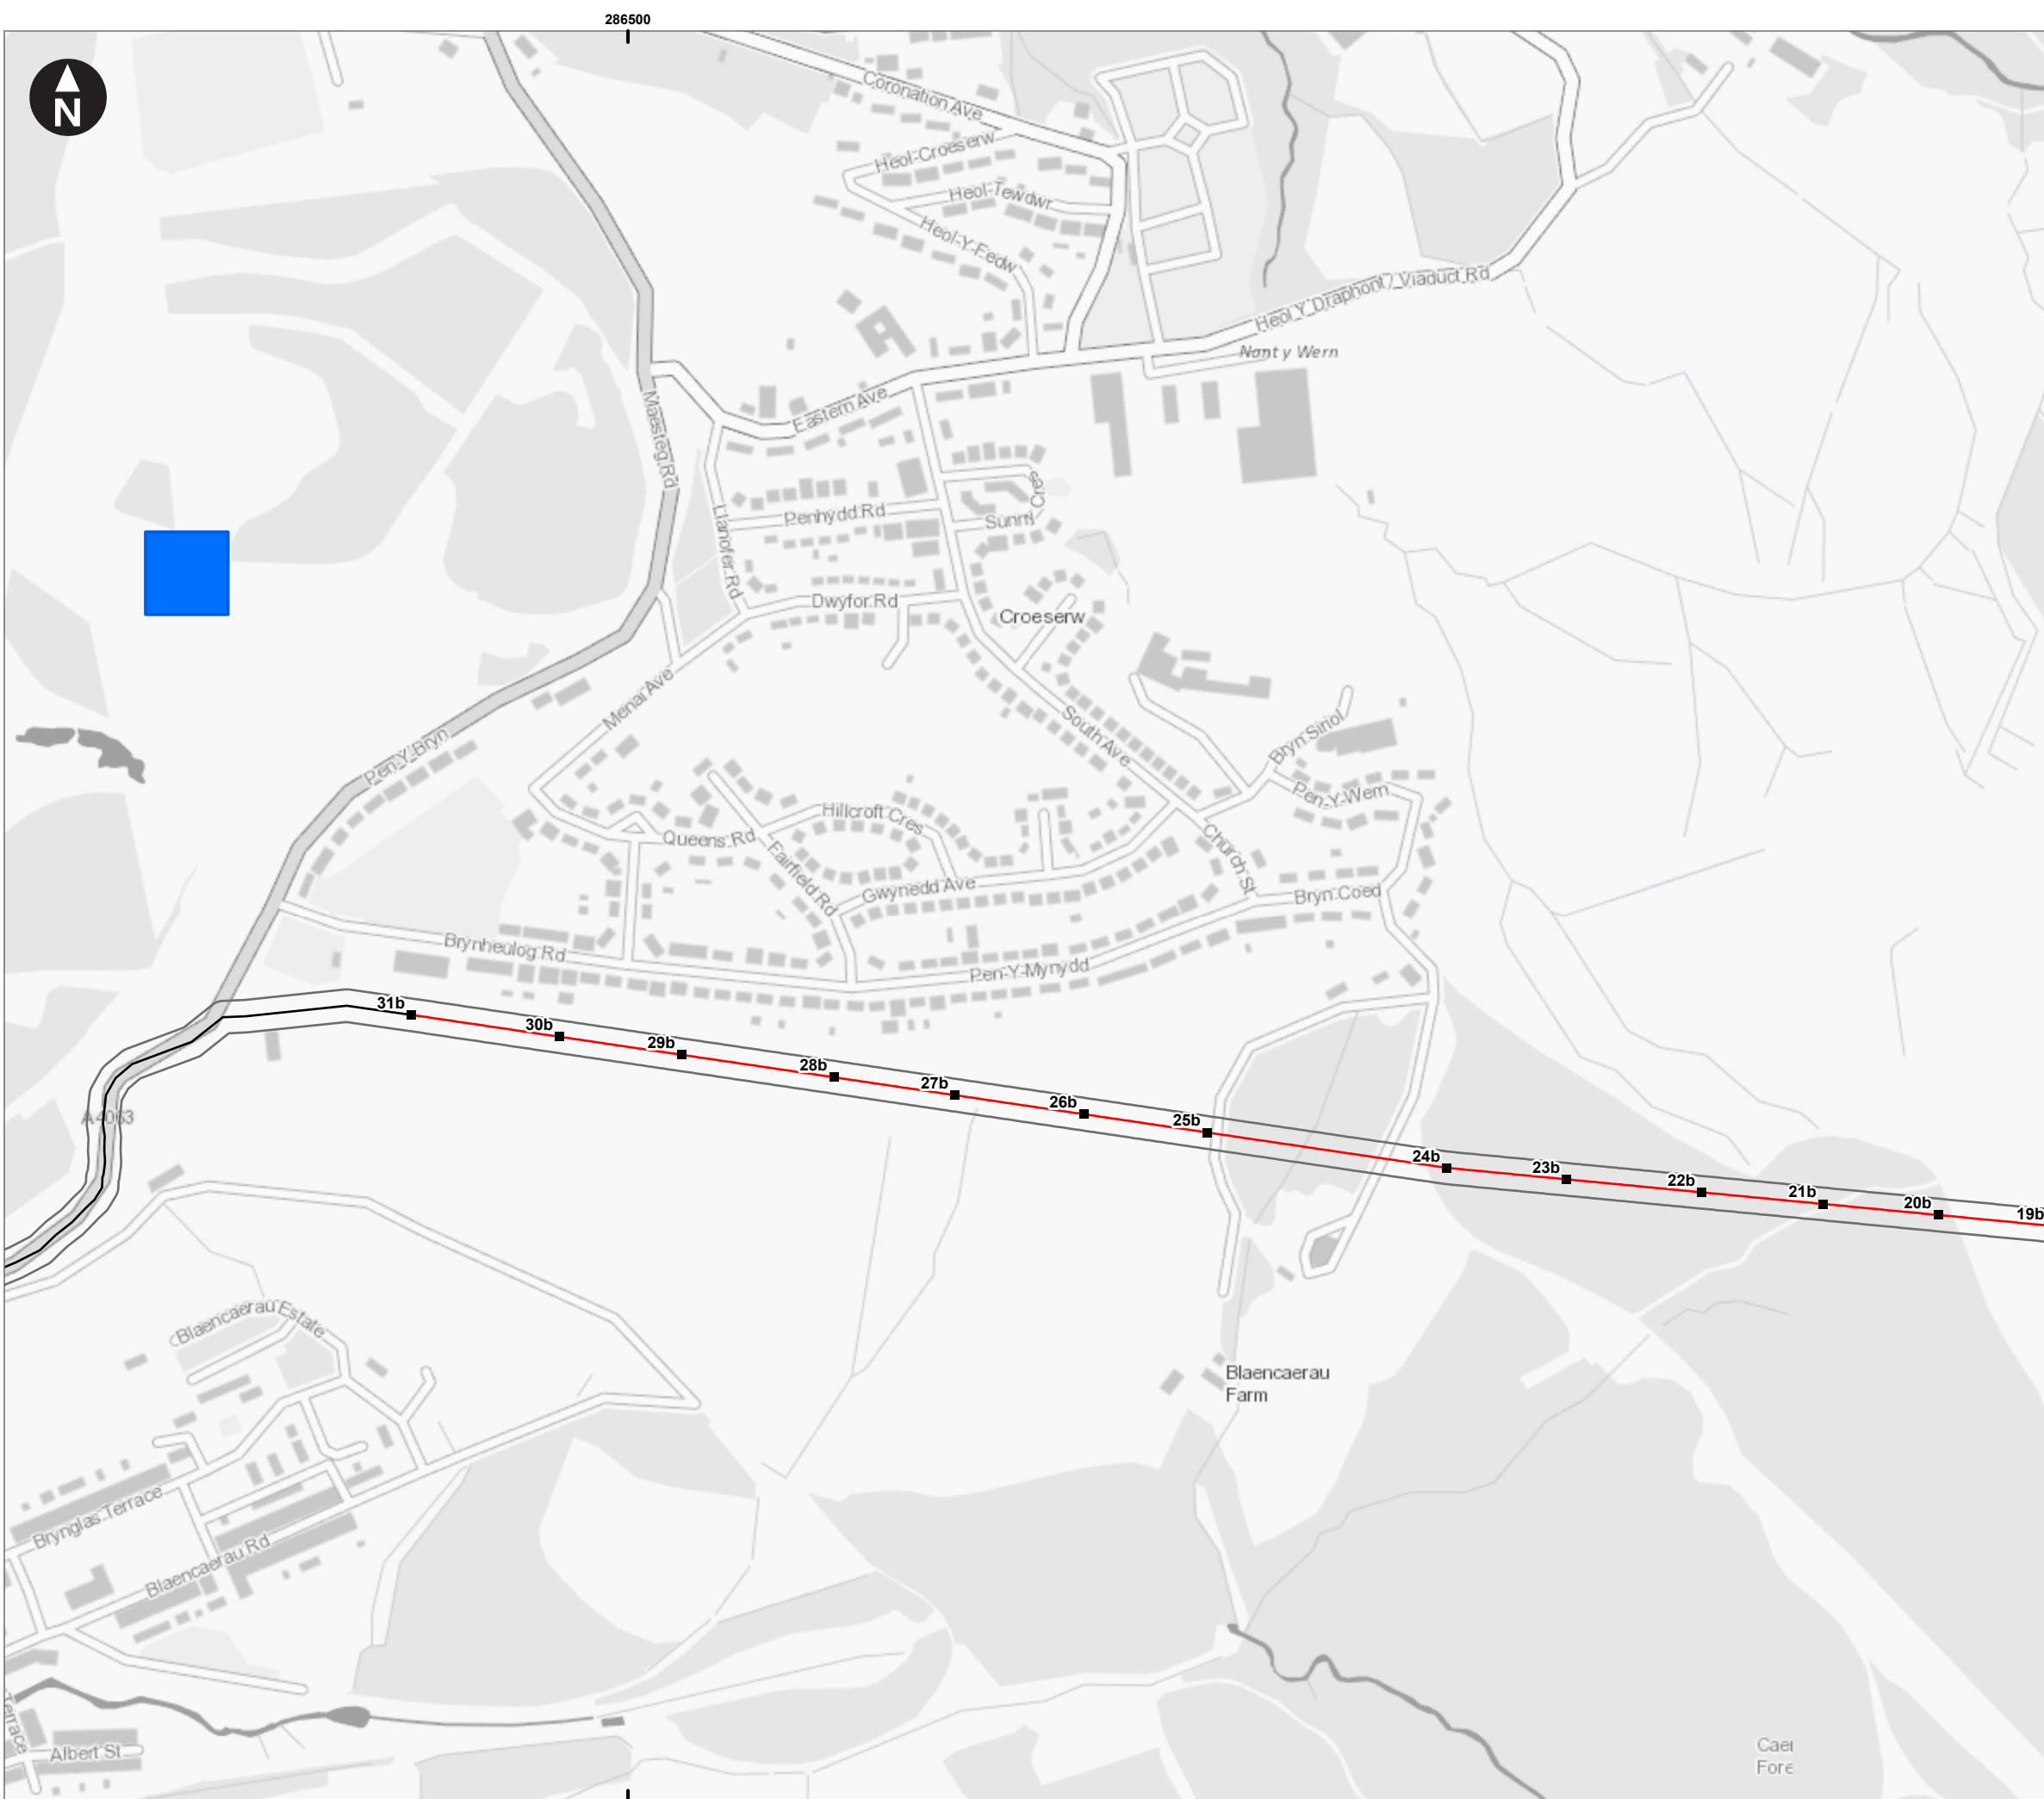 286500
N
Coronation Ave
Heol-Croeserw
Heol-Tewdwr
Heol-Y-Fedw
Heol Y Draphont / Viaduct Rd
Nant y Wern
Maesteg Rd
Eastern Ave
Llanofer Rd
Penhydd Rd
Cres
Dwyfor Rd
Croeserw
Menai Ave
South Ave
Bryn Siriol
Pen-Y-Bryn
Pen-Y-Wern
Hillcroft Cres
Queens Rd
Fairfield Rd
Church St
Gwynedd Ave
Bryn Coed
Brynheulog Rd
Pen-Y-Mynydd
31b
30b
29b
28b
27b
26b
25b
24b
23b
22b
21b
20b
19b
A4063
Blaencaerau Estate
Blaencaerau
Farm
Brynglas Terrace
Blaencaerau Rd
Terrace
Albert St
Caer
Fore